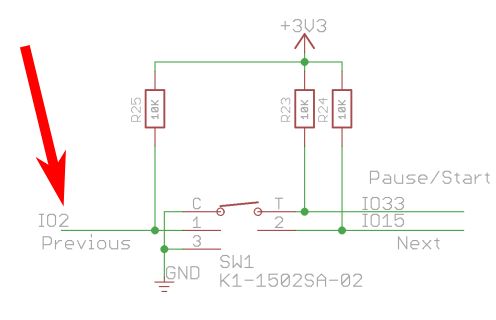 +3V3
R25
10K
R23
10K
R24
10K
Pause/Start
IO2
Previous
C
1
3
T
2
IO33
IO15
Next
GND
SW1
K1-1502SA-02